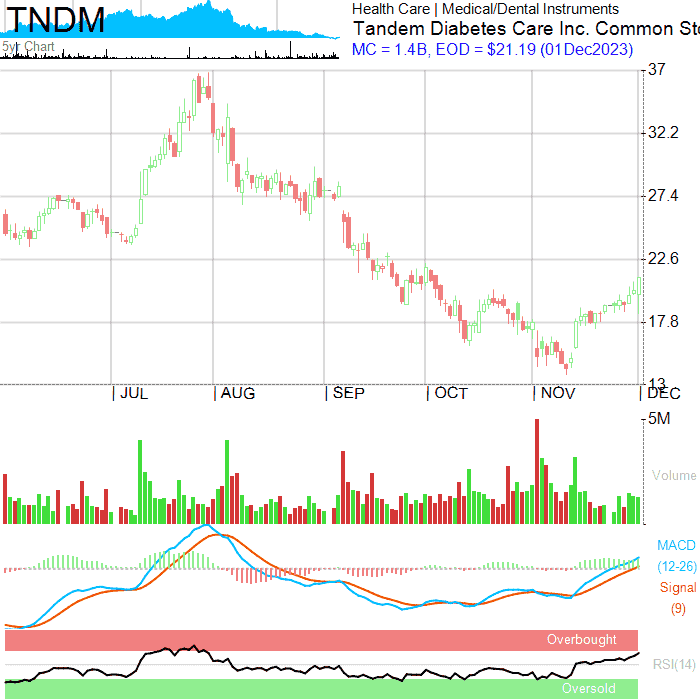 TNDM
5yr Chart
Health Care | Medical/Dental Instruments
Tandem Diabetes Care Inc. Common Sto
MC = 1.4B, EOD = $21.19 (01Dec2023)
37
32.2
27.4
22.6
17.8
13
JUL
AUG
SEP
OCT
NOV
DEC
5M
Volume
MACD
(12-26)
Signal
(9)
Overbought
RSI(14)
Oversold